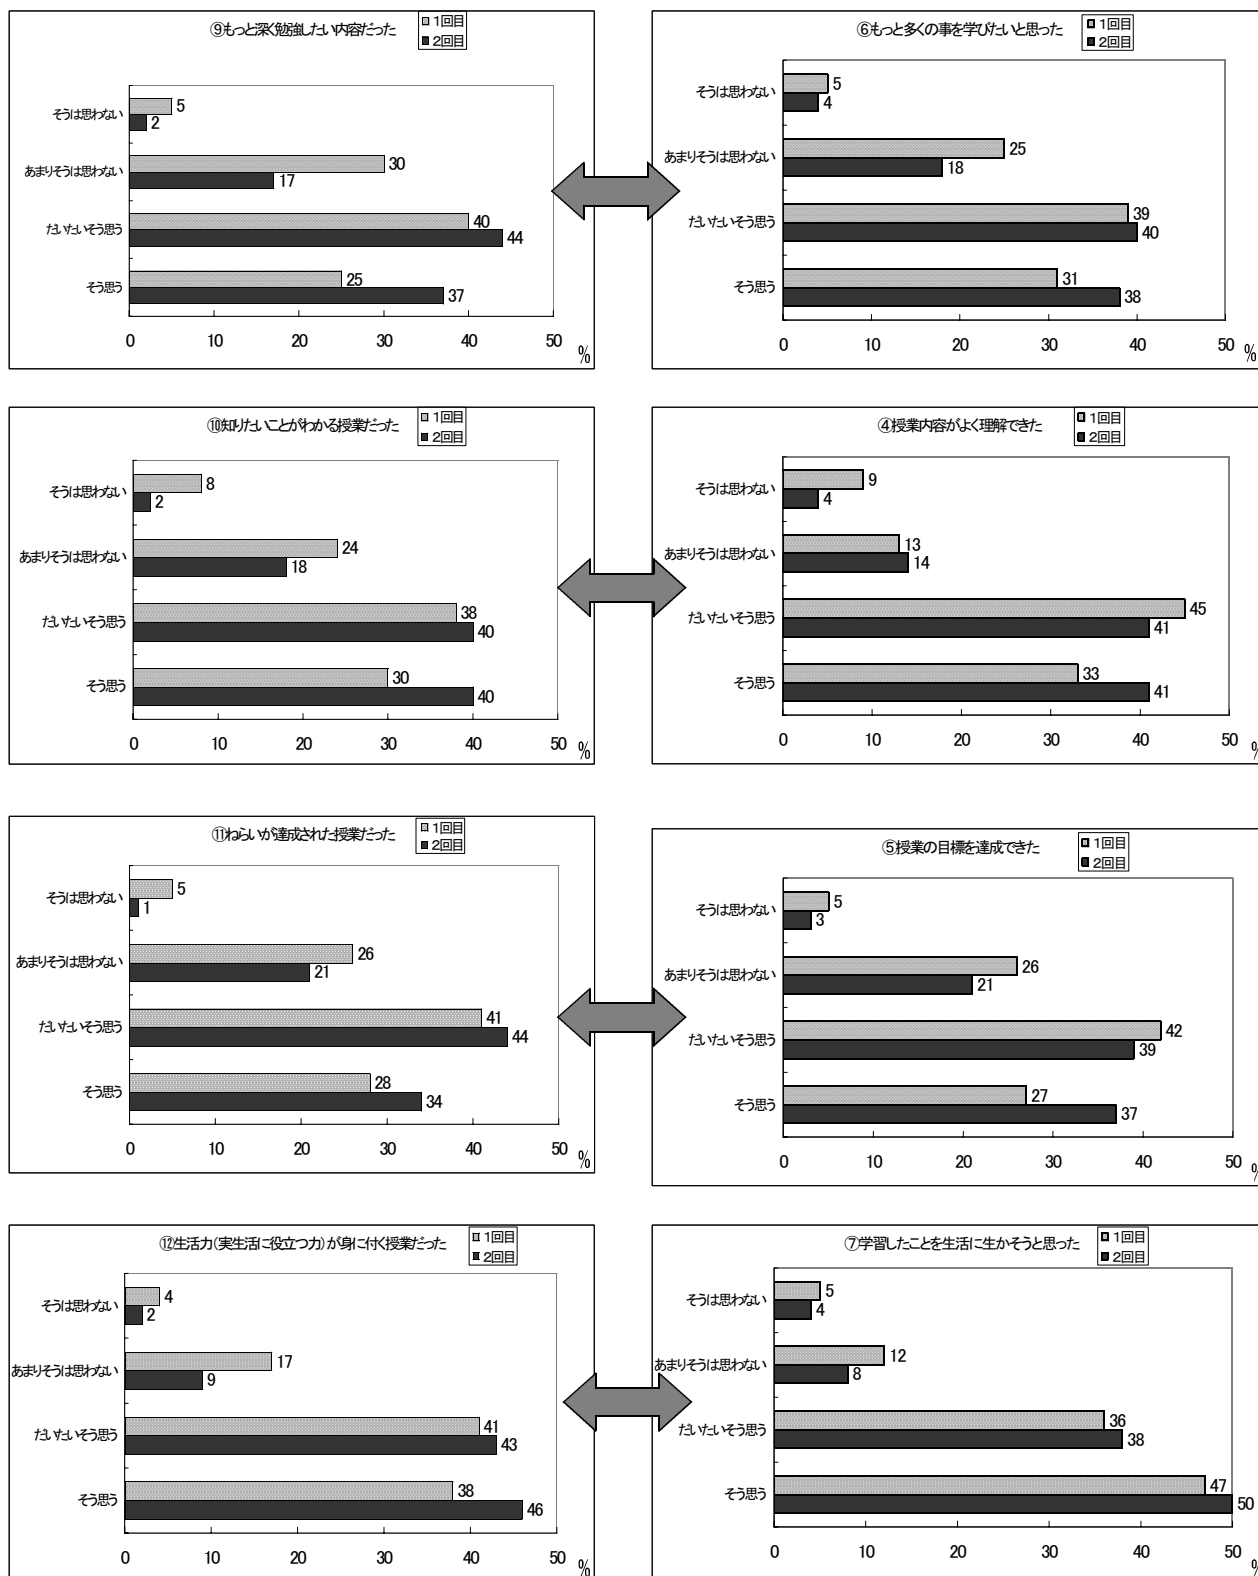 ⑨もっと深く勉強したい内容だった
1回目
2回目
そうは思わない
5
2
あまりそうは思わない
30
17
だいたいそう思う
40
44
そう思う
25
37
0 10 20 30 40 50
%
⑥もっと多くの事を学びたいと思った
1回目
2回目
そうは思わない
5
4
あまりそうは思わない
25
18
だいたいそう思う
39
40
そう思う
31
38
0 10 20 30 40 50
%
⑩知りたいことがわかる授業だった
1回目
2回目
そうは思わない
8
2
あまりそうは思わない
24
18
だいたいそう思う
38
40
そう思う
30
40
0 10 20 30 40 50
%
④授業内容がよく理解できた
1回目
2回目
そうは思わない
9
4
あまりそうは思わない
13
14
だいたいそう思う
45
41
そう思う
33
41
0 10 20 30 40 50
%
⑪ねらいが達成された授業だった
1回目
2回目
そうは思わない
5
1
あまりそうは思わない
26
21
だいたいそう思う
41
44
そう思う
28
34
0 10 20 30 40 50
%
⑤授業の目標を達成できた
1回目
2回目
そうは思わない
5
3
あまりそうは思わない
26
21
だいたいそう思う
42
39
そう思う
27
37
0 10 20 30 40 50
%
⑫生活力(実生活に役立つ力)が身に付く授業だった
1回目
2回目
そうは思わない
4
2
あまりそうは思わない
17
9
だいたいそう思う
41
43
そう思う
38
46
0 10 20 30 40 50
%
⑦学習したことを生活に生かそうと思った
1回目
2回目
そうは思わない
5
4
あまりそうは思わない
12
8
だいたいそう思う
36
38
そう思う
47
50
0 10 20 30 40 50
%